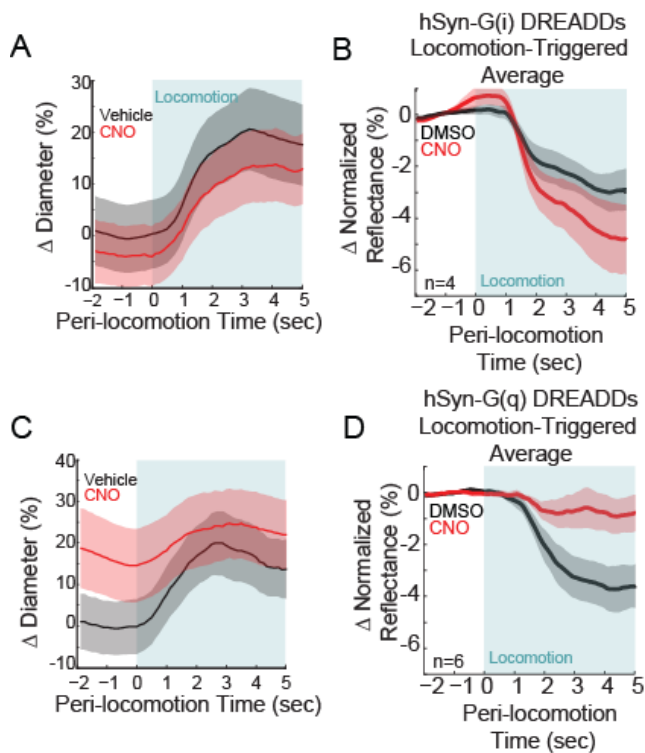 A
Δ Diameter (%)
30
20
10
0
-10
Vehicle
CNO
Locomotion
−2 −1 0 1 2 3 4 5
Peri-locomotion Time (sec)
B
hSyn-G(i) DREADDs
Locomotion-Triggered
Average
Δ Normalized
Reflectance (%)
0
-2
-4
-6
DMSO
CNO
n=4
Locomotion
−2 −1 0 1 2 3 4 5
Peri-locomotion
Time (sec)
C
Δ Diameter (%)
40
30
20
10
0
-10
Vehicle
CNO
−2 −1 0 1 2 3 4 5
Peri-locomotion Time (sec)
D
hSyn-G(q) DREADDs
Locomotion-Triggered
Average
Δ Normalized
Reflectance (%)
0
-2
-4
-6
DMSO
CNO
n=6
Locomotion
−2 −1 0 1 2 3 4 5
Peri-locomotion
Time (sec)